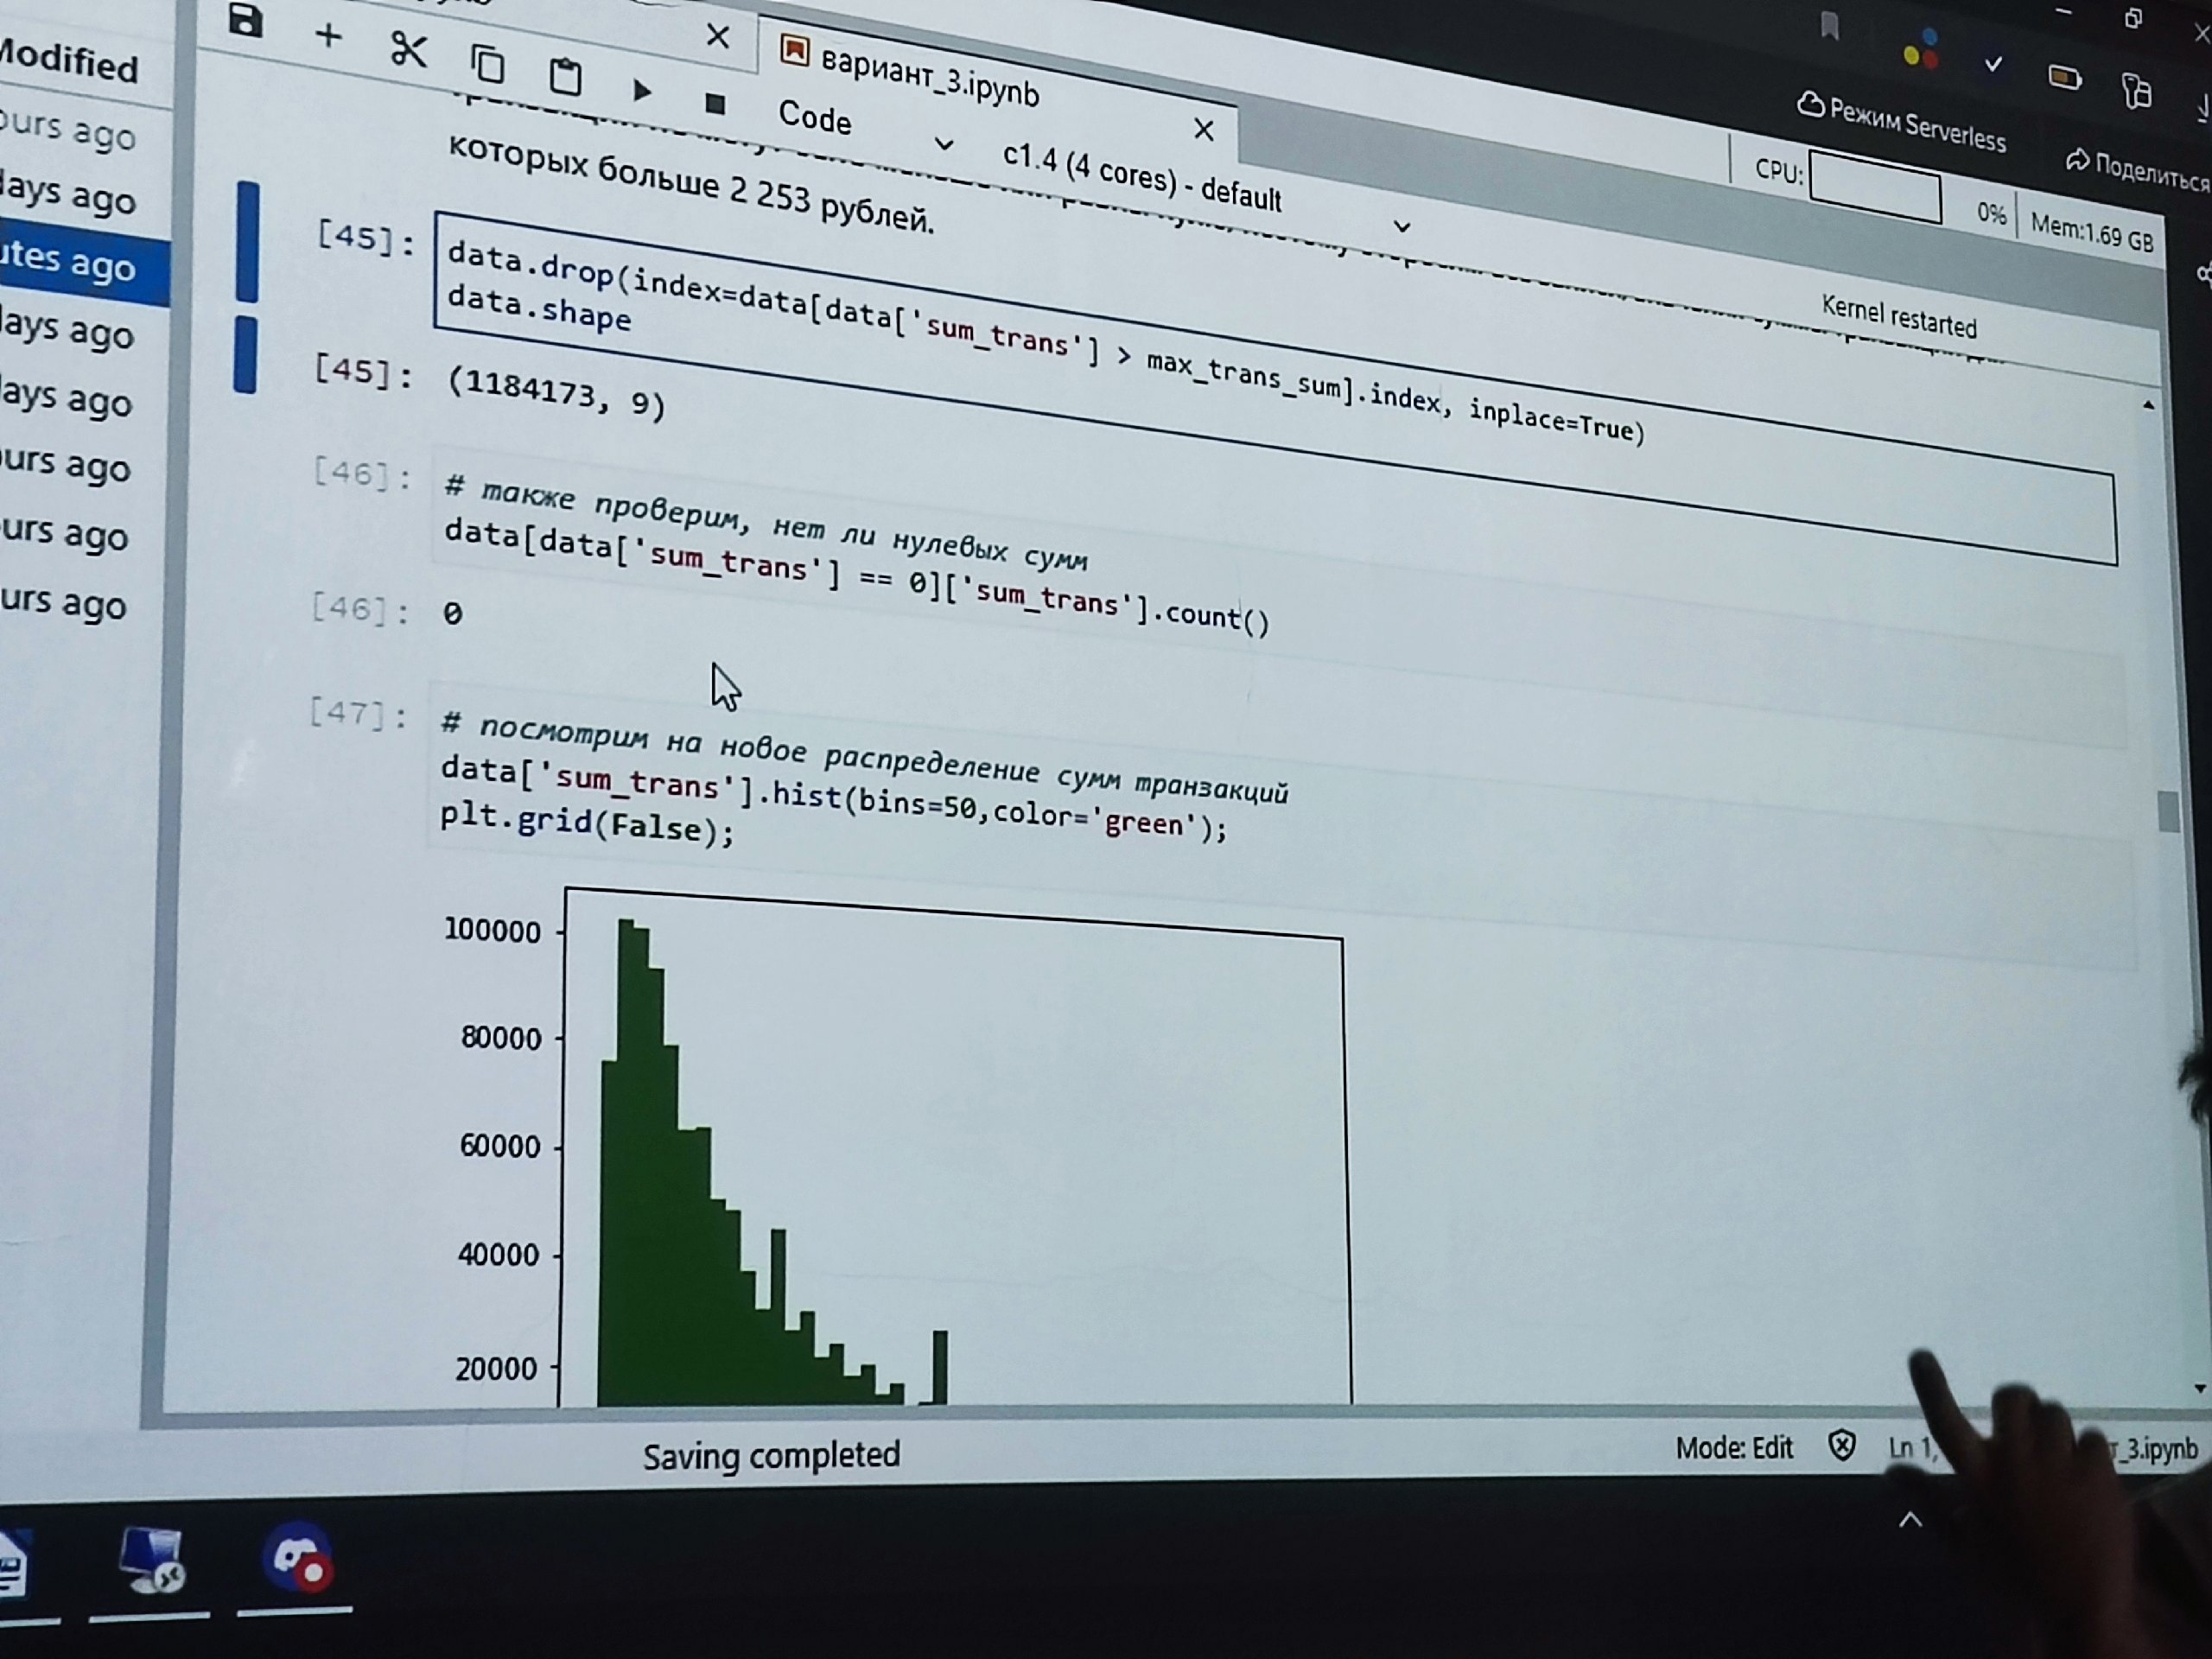 Modified
вариант_3.ipynb
Code
c1.4 (4 cores) - default
Режим Serverless
Поделиться
CPU:
0%
Mem:1.69 GB
Kernel restarted
ours ago
days ago
utes ago
days ago
days ago
urs ago
urs ago
urs ago
которых больше 2 253 рублей.
[45]:
data.drop(index=data[data['sum_trans'] > max_trans_sum].index, inplace=True)
data.shape
[45]: (1184173, 9)
[46]:
# также проверим, нет ли нулевых сумм
data[data['sum_trans'] == 0]['sum_trans'].count()
[46]: 0
[47]:
# посмотрим на новое распределение сумм транзакций
data['sum_trans'].hist(bins=50,color='green');
plt.grid(False);
100000
80000
60000
40000
20000
Saving completed
Mode: Edit
Ln 1,
_3.ipynb